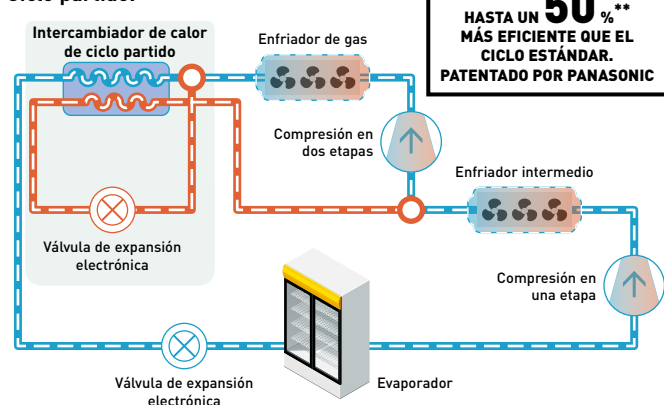 Ciclo partido:
HASTA UN 50 %**
MÁS EFICIENTE QUE EL
CICLO ESTÁNDAR.
PATENTADO POR PANASONIC
Intercambiador de calor
de ciclo partido
Enfriador de gas
Compresión en
dos etapas
Enfriador intermedio
Válvula de expansión
electrónica
Compresión en
una etapa
Válvula de expansión
electrónica
Evaporador